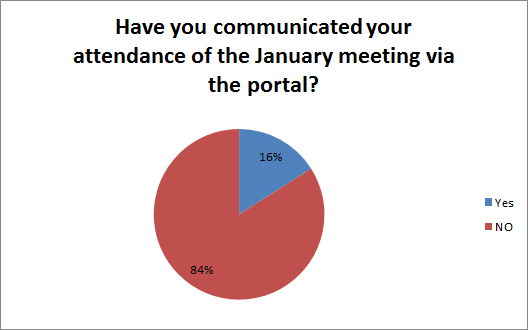 Have you communicated your
attendance of the January meeting via
the portal?
16%
84%
Yes
NO